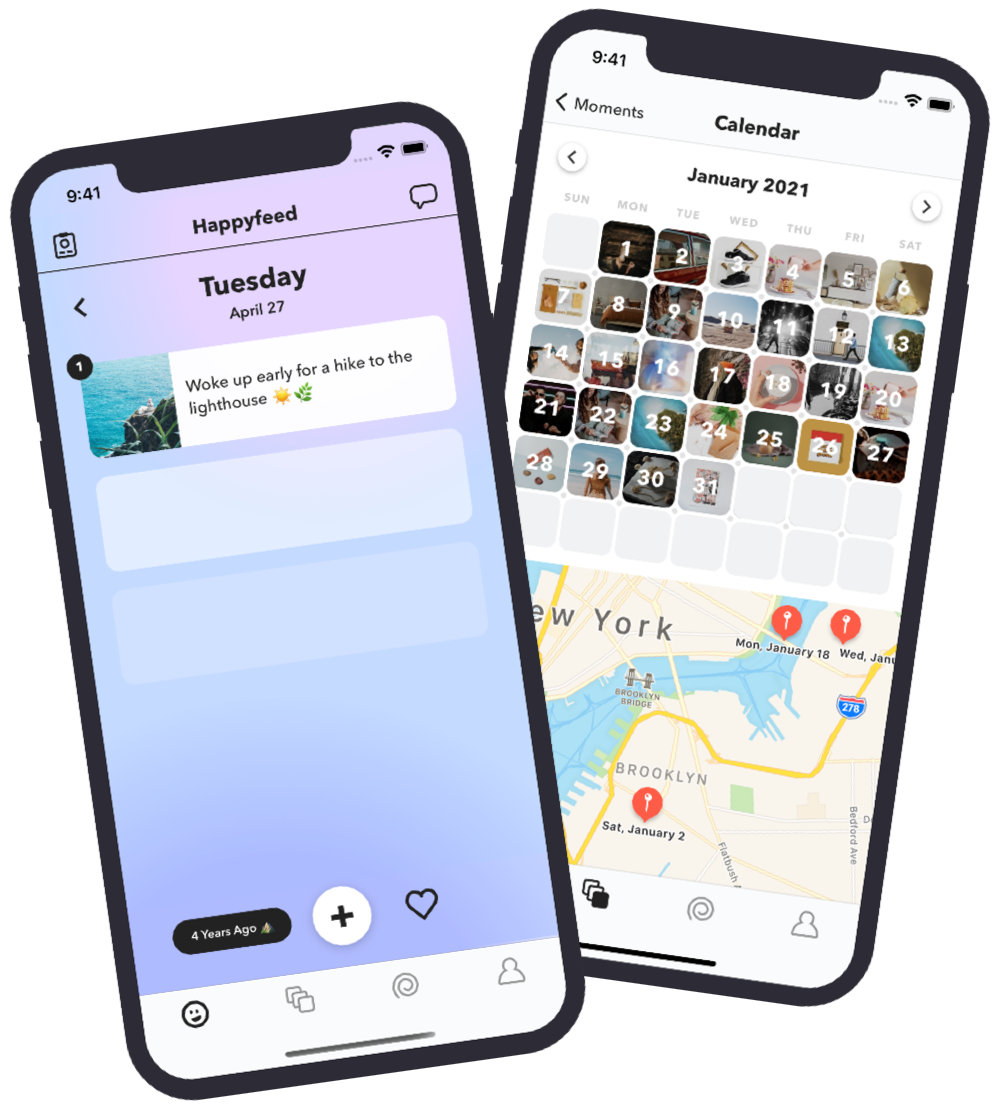 9:41
Happyfeed
Tuesday
April 27
1
Woke up early for a hike to the
lighthouse ☀️🌿
4 Years Ago
9:41
Moments
Calendar
January 2021
SUN MON TUE WED THU FRI SAT
1 2 3 4 5 6
7 8 9 10 11 12 13
14 15 16 17 18 19 20
21 22 23 24 25 26 27
28 29 30 31
ew York
Mon, January 18
Wed, Janu
BROOKLYN
BRIDGE
278
BROOKLYN
Sat, January 2
Bedford Ave
Flatbush